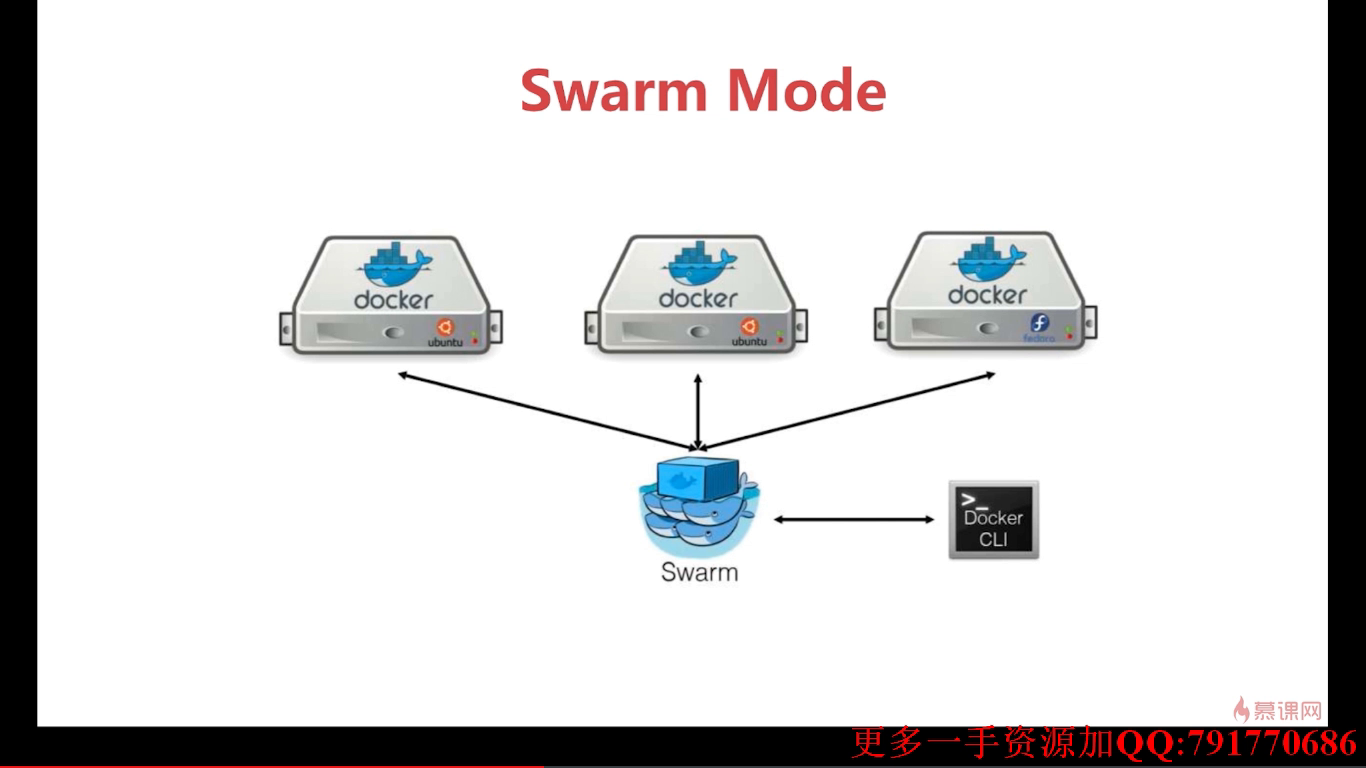 Swarm Mode
docker
ubuntu
docker
ubuntu
docker
fedora
Swarm
>_
Docker
CLI
慕课网
更多一手资源加QQ:791770686